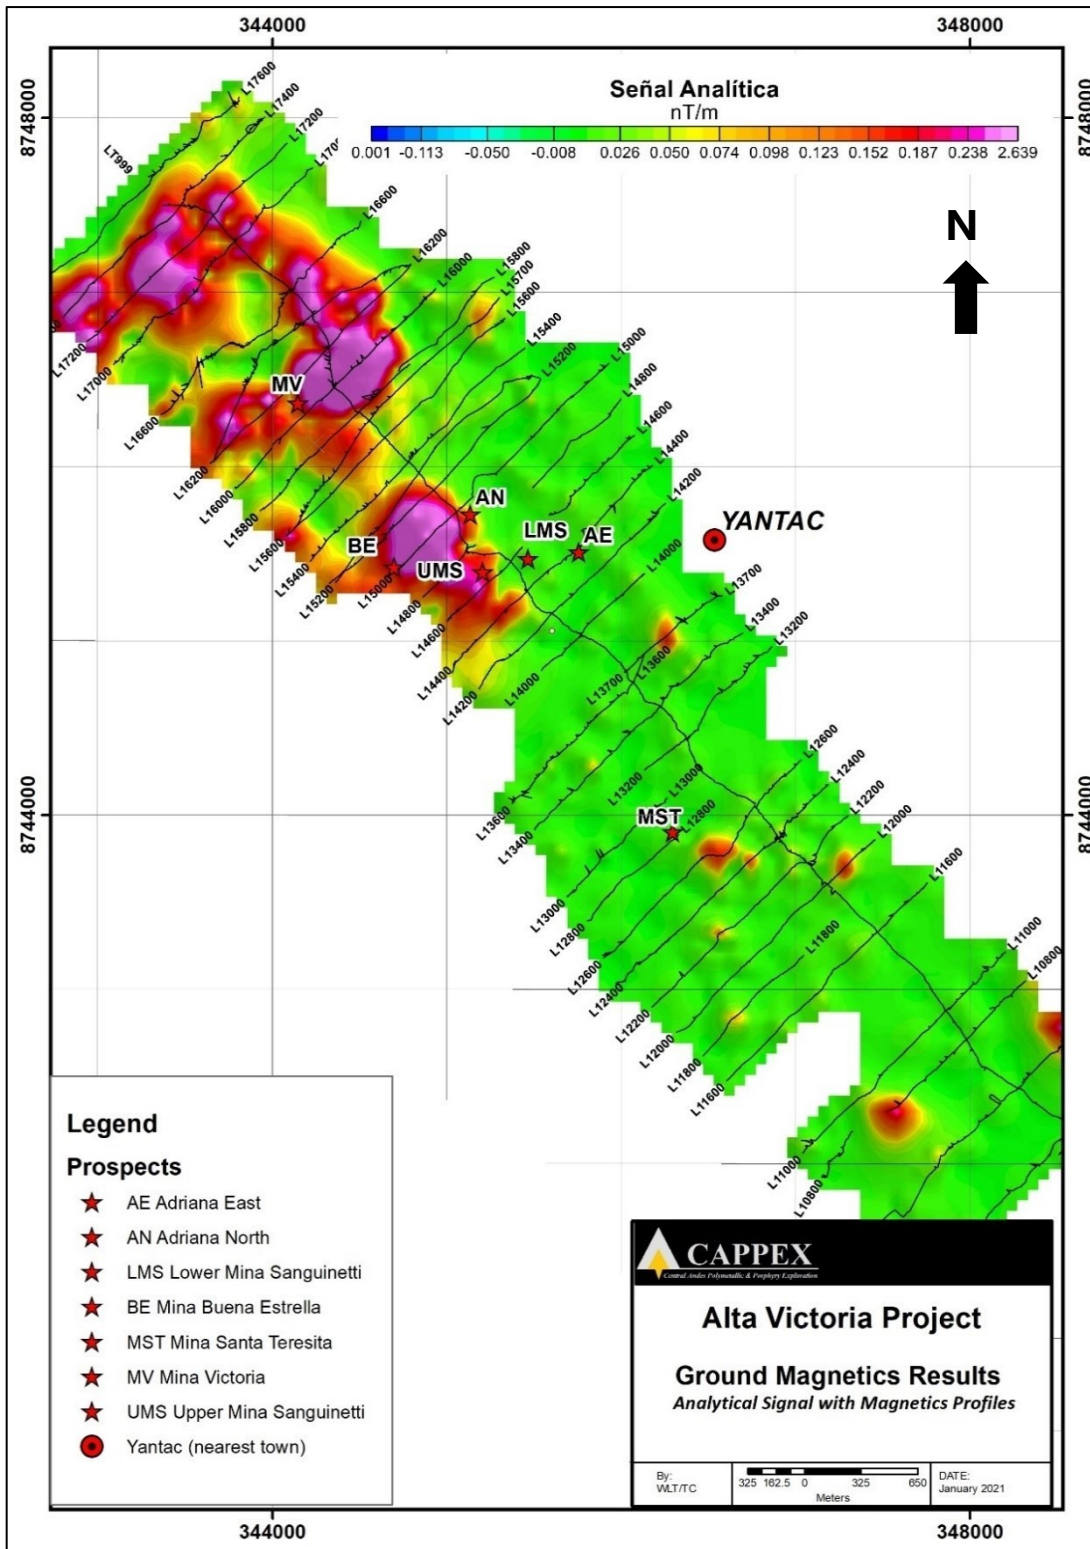 344000
348000
8748000
8748000
Señal Analítica
nT/m
0.001 -0.113 -0.050 -0.008 0.026 0.050 0.074 0.098 0.123 0.152 0.187 0.238 2.639
N
L17600
L17400
L17200
L7999
L16600
L16200
L16000
L15800
L15700
L15600
L15400
L15200
L15000
L14800
L14600
L14400
L14200
L14000
L13700
L13400
L13200
L17200
L17000
L16600
L16200
L16000
L15800
L15600
L15400
L15200
L15000
L14800
L14600
L14400
L14200
L14000
MV
AN
LMS
AE
BE
UMS
YANTAC
L13600
L13700
L13200
L13000
L12800
MST
8744000
8744000
L13600
L13400
L13000
L12800
L12600
L12400
L12200
L12000
L11800
L11600
L12600
L12400
L12200
L12000
L11600
L11800
L11000
L10800
L11000
L10800
Legend
Prospects
AE Adriana East
AN Adriana North
LMS Lower Mina Sanguinetti
BE Mina Buena Estrella
MST Mina Santa Teresita
MV Mina Victoria
UMS Upper Mina Sanguinetti
Yantac (nearest town)
CAPPEX
Central Andes Polymetallic & Porphyry Exploration
Alta Victoria Project
Ground Magnetics Results
Analytical Signal with Magnetics Profiles
By:
WLT/TC
325 162.5 0 325 650
Meters
DATE:
January 2021
344000
348000